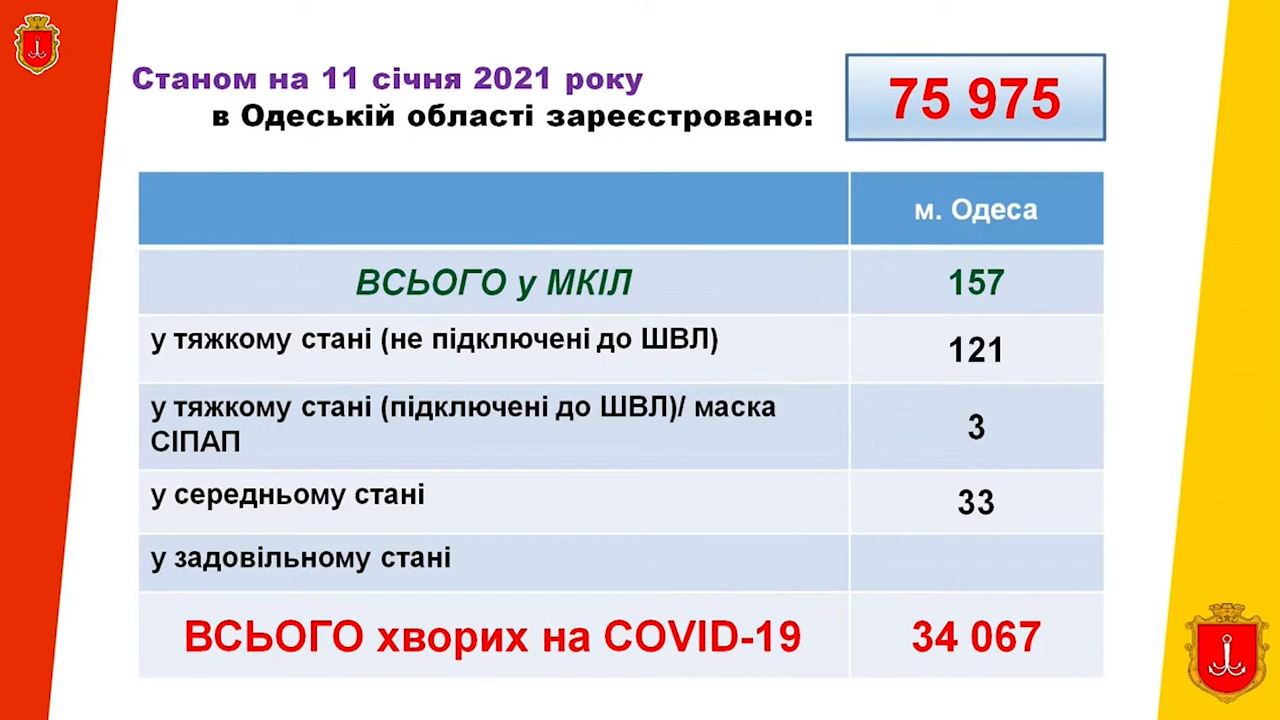 Станом на 11 січня 2021 року
в Одеській області зареєстровано:
75 975
м. Одеса
ВСЬОГО у МКІЛ
157
у тяжкому стані (не підключені до ШВЛ)
121
у тяжкому стані (підключені до ШВЛ)/ маска
СІПАП
3
у середньому стані
33
у задовільному стані
ВСЬОГО хворих на COVID-19
34 067